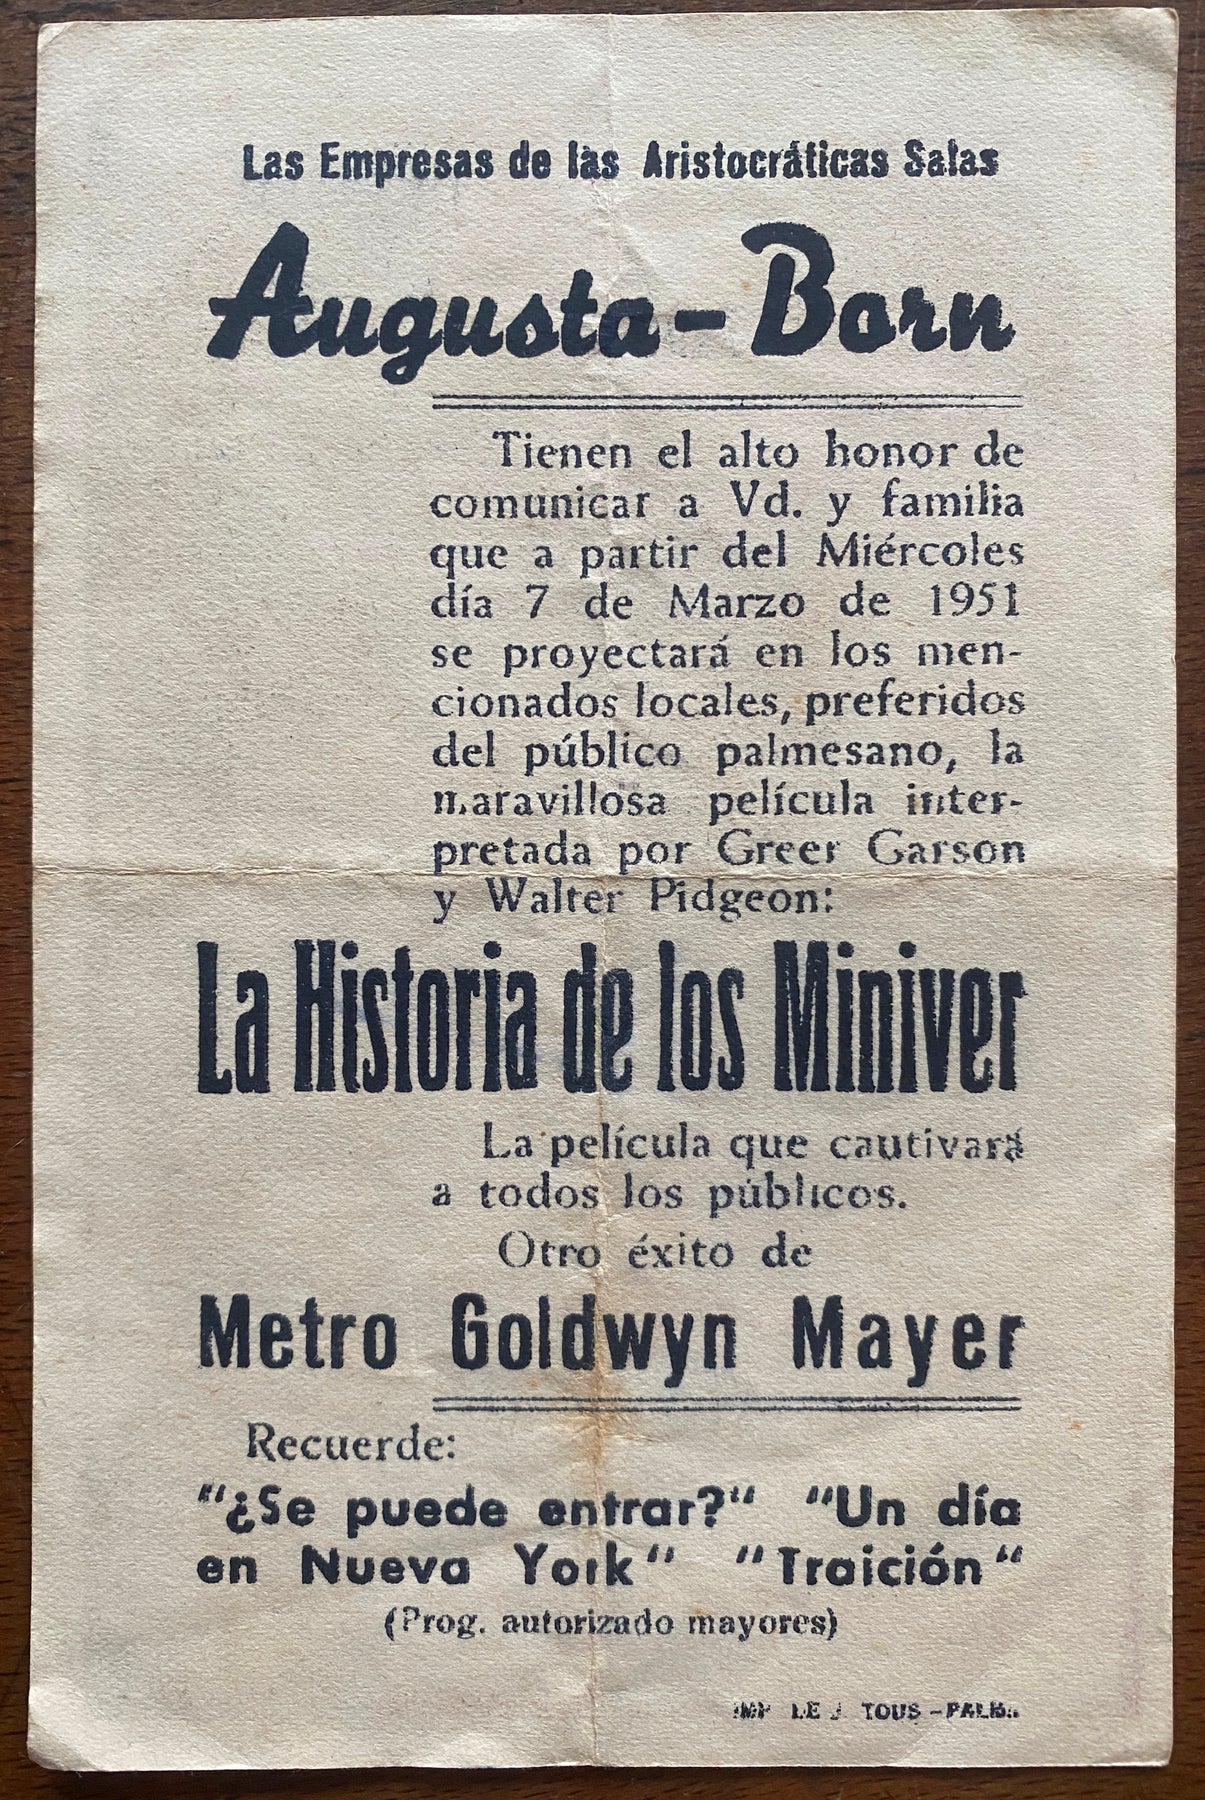 Las Empresas de las Aristocráticas Salas
Augusta - Born
Tienen el alto honor de
comunicar a Vd. y familia
que a partir del Miércoles
día 7 de Marzo de 1951
se proyectará en los men-
cionados locales, preferidos
del público palmesano, la
maravillosa película inter-
pretada por Greer Garson
y Walter Pidgeon:
La Historia de los Miniver
La película que cautivará
a todos los públicos.
Otro éxito de
Metro Goldwyn Mayer
Recuerde:
"¿Se puede entrar?" "Un día
en Nueva York" "Traición"
(Prog. autorizado mayores)
IMP DE J. TOUS - PALMA